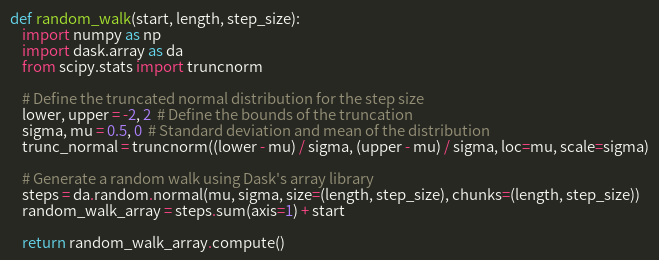 def random_walk(start, length, step_size):
    import numpy as np
    import dask.array as da
    from scipy.stats import truncnorm

    # Define the truncated normal distribution for the step size
    lower, upper = -2, 2  # Define the bounds of the truncation
    sigma, mu = 0.5, 0  # Standard deviation and mean of the distribution
    trunc_normal = truncnorm((lower - mu) / sigma, (upper - mu) / sigma, loc=mu, scale=sigma)

    # Generate a random walk using Dask's array library
    steps = da.random.normal(mu, sigma, size=(length, step_size), chunks=(length, step_size))
    random_walk_array = steps.sum(axis=1) + start

    return random_walk_array.compute()